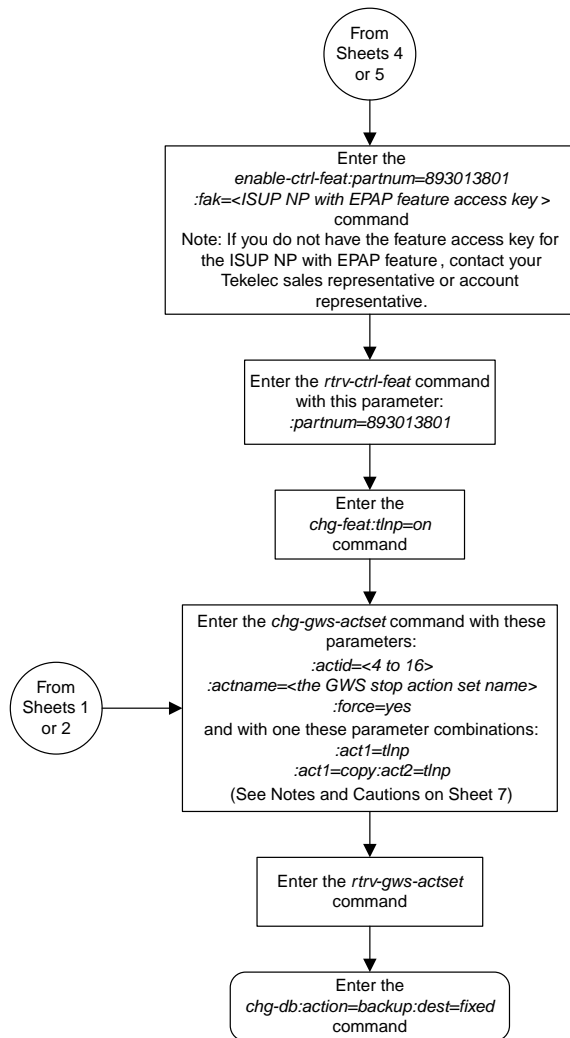 From
Sheets 4
or 5
Enter the
enable-ctrl-feat:partnum=893013801
:fak=<ISUP NP with EPAP feature access key>
command
Note: If you do not have the feature access key for
the ISUP NP with EPAP feature, contact your
Tekelec sales representative or account
representative.
Enter the rtrv-ctrl-feat command
with this parameter:
:partnum=893013801
Enter the
chg-feat:tlnp=on
command
From
Sheets 1
or 2
Enter the chg-gws-actset command with these
parameters:
:actid=<4 to 16>
:actname=<the GWS stop action set name>
:force=yes
and with one these parameter combinations:
:act1=tlnp
:act1=copy:act2=tlnp
(See Notes and Cautions on Sheet 7)
Enter the rtrv-gws-actset
command
Enter the
chg-db:action=backup:dest=fixed
command